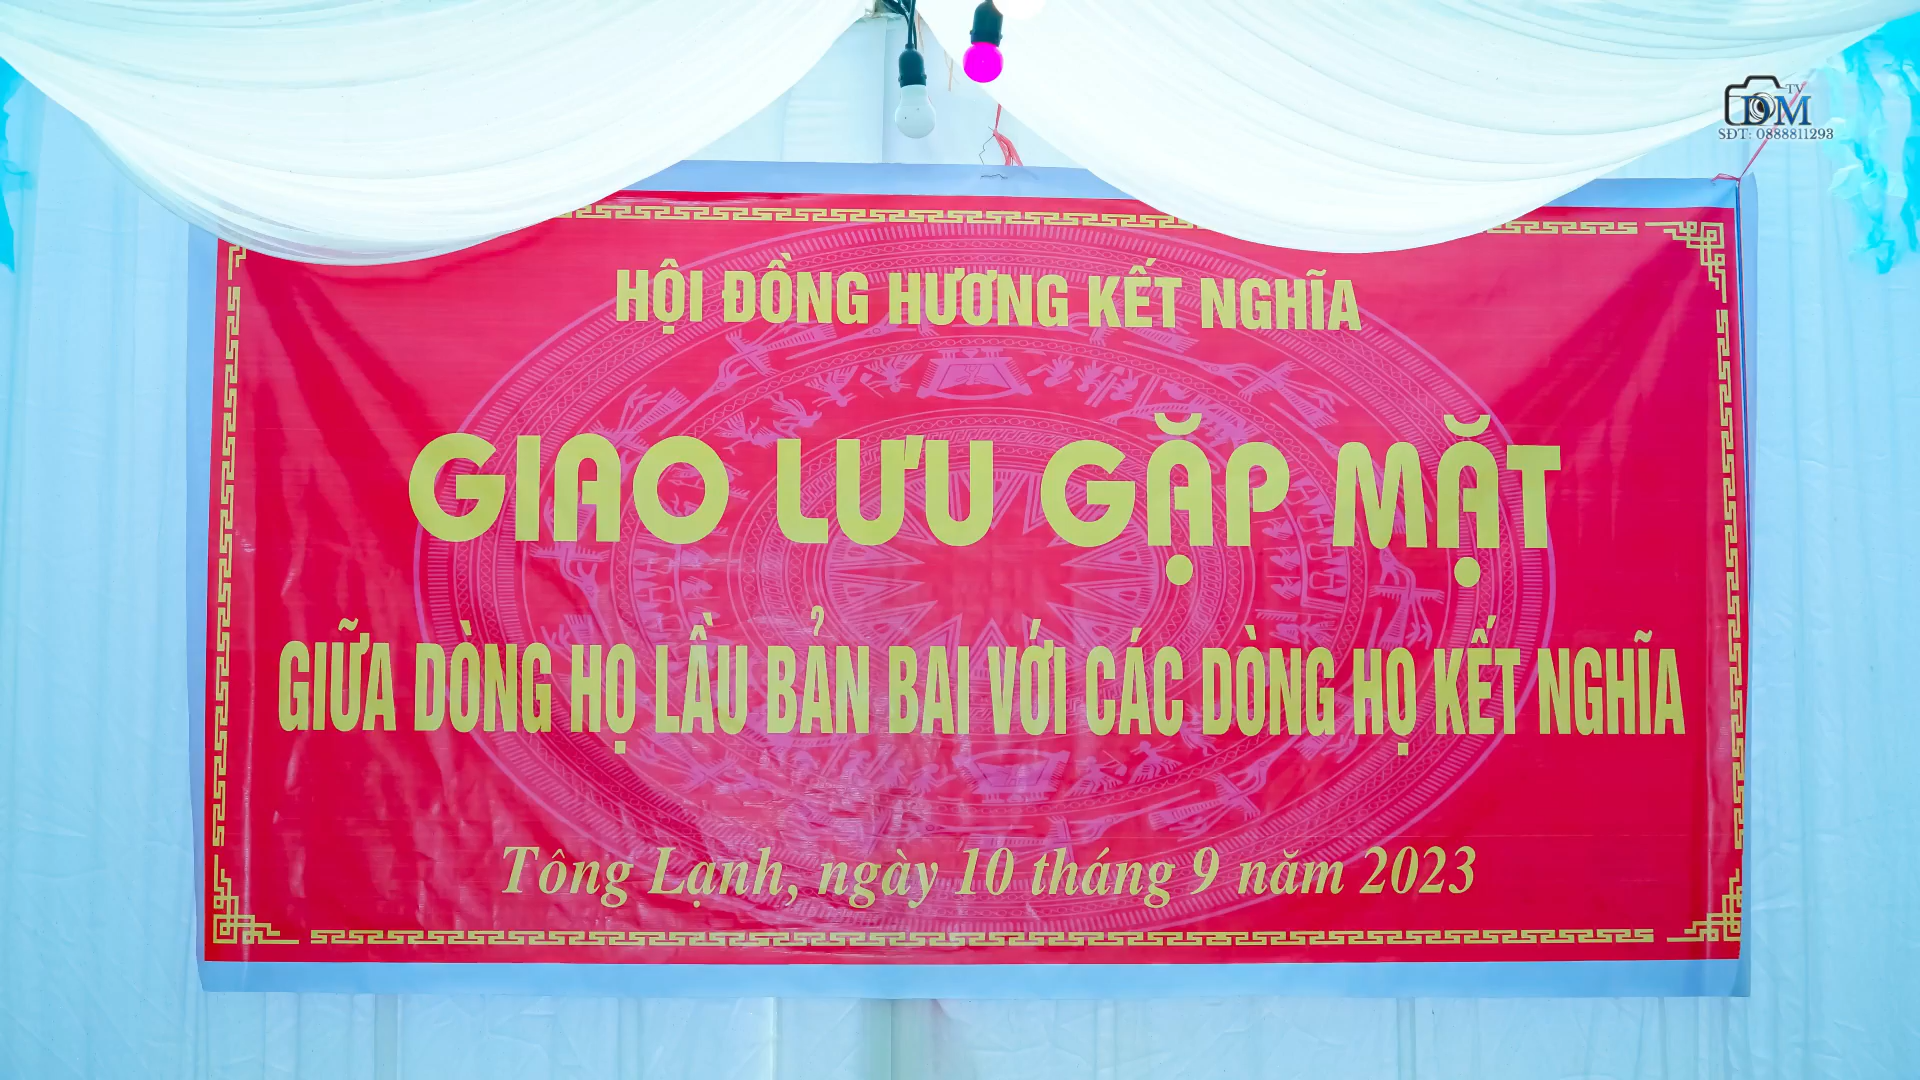 TV
DM
SĐT: 0888811293
HỘI ĐỒNG HƯƠNG KẾT NGHĨA
GIAO LƯU GẶP MẶT
GIỮA DÒNG HỌ LẦU BẢN BAI VỚI CÁC DÒNG HỌ KẾT NGHĨA
Tông Lạnh, ngày 10 tháng 9 năm 2023